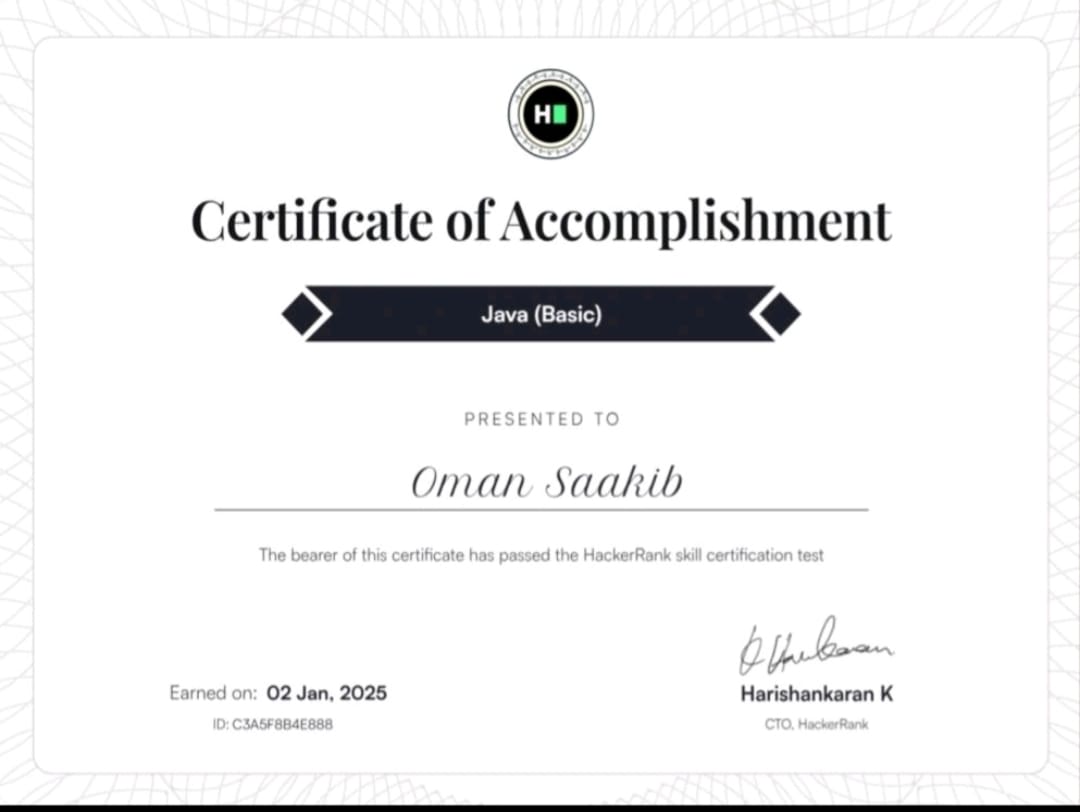 H
Certificate of Accomplishment
Java (Basic)
PRESENTED TO
Oman Saakib
The bearer of this certificate has passed the HackerRank skill certification test
Earned on: 02 Jan, 2025
ID: C3A5F8B4E888
Harishankaran K
CTO, HackerRank